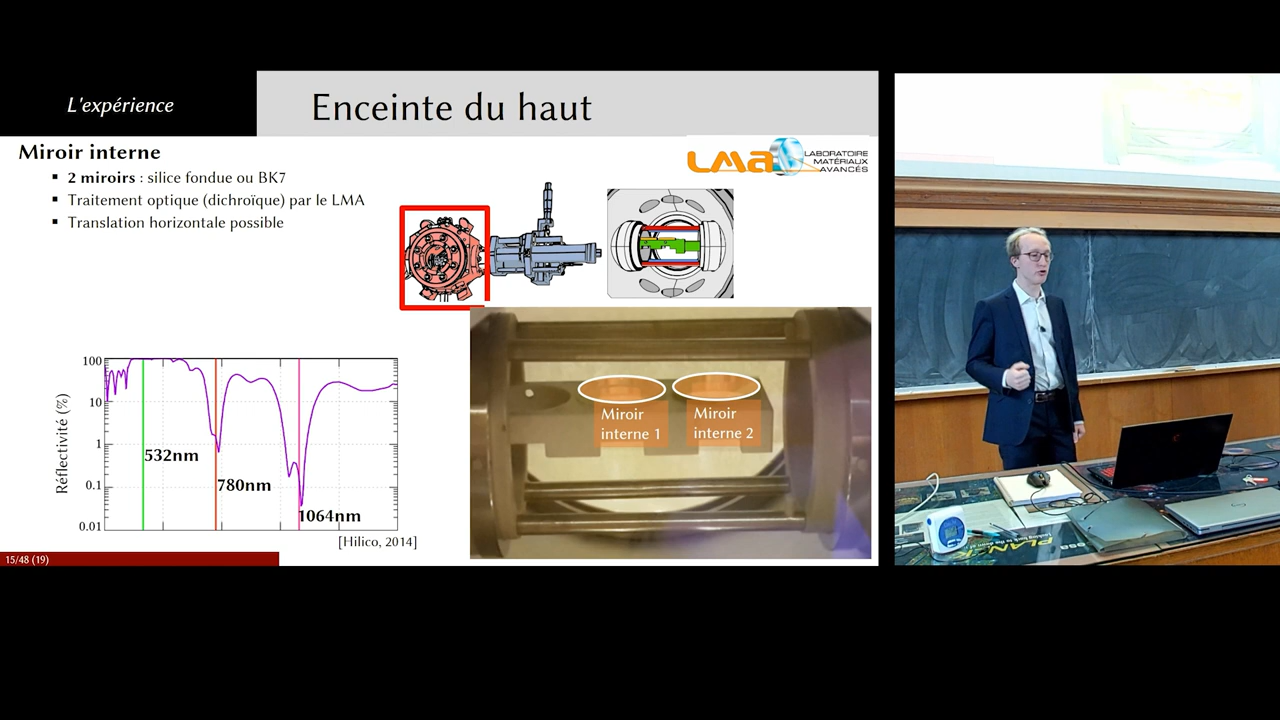 L'expérience
Enceinte du haut
Miroir interne
2 miroirs : silice fondue ou BK7
Traitement optique (dichroïque) par le LMA
Translation horizontale possible
LMA
LABORATOIRE
MATÉRIAUX
AVANCÉS
Miroir
interne 1
Miroir
interne 2
Réflectivité (%)
100
10
1
0.1
0.01
532nm
780nm
1064nm
[Hilico, 2014]
15/48 (19)
PLANCK